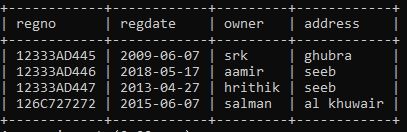 +------------+------------+---------+-----------+
| regno      | regdate    | owner   | address   |
+------------+------------+---------+-----------+
| 12333AD445 | 2009-06-07 | srk     | ghubra    |
| 12333AD446 | 2018-05-17 | aamir   | seeb      |
| 12333AD447 | 2013-04-27 | hrithik | seeb      |
| 126C727272 | 2015-06-07 | salman  | al khuwair |
+------------+------------+---------+-----------+